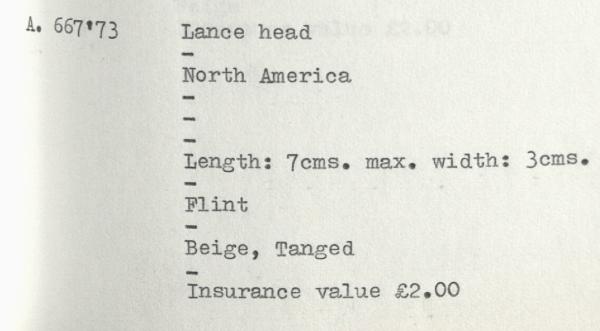 A. 667'73 Lance head
-
North America
-
-
-
Length: 7cms. max. width: 3cms.
-
Flint
-
Beige, Tanged
-
Insurance value £2.00